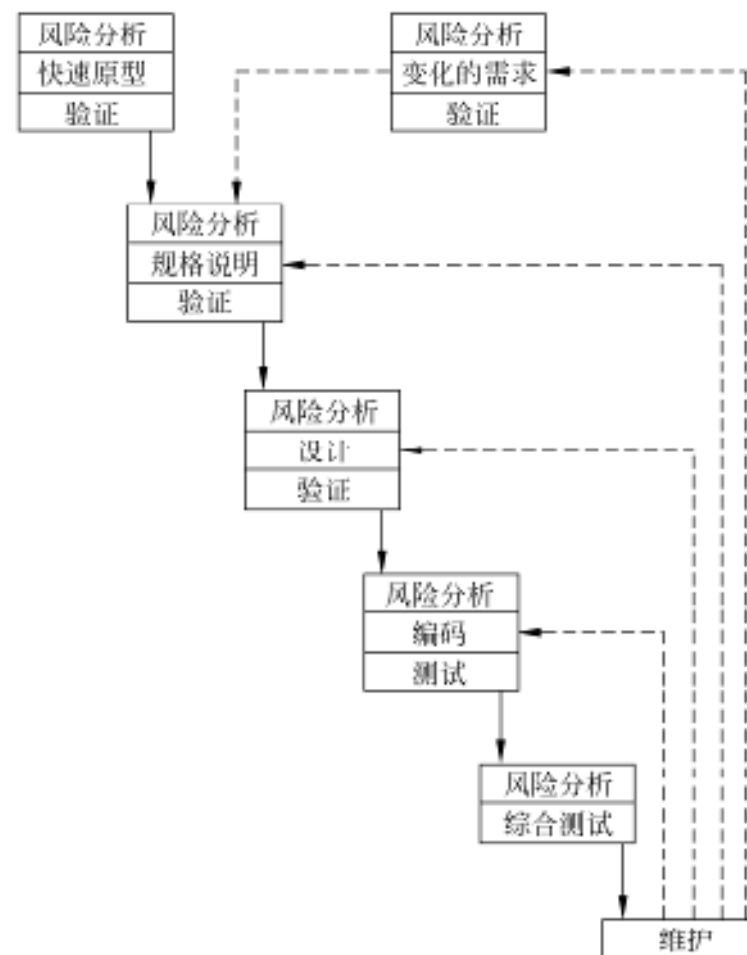 风险分析
快速原型
验证
风险分析
变化的需求
验证
风险分析
规格说明
验证
风险分析
设计
验证
风险分析
编码
测试
风险分析
综合测试
维护